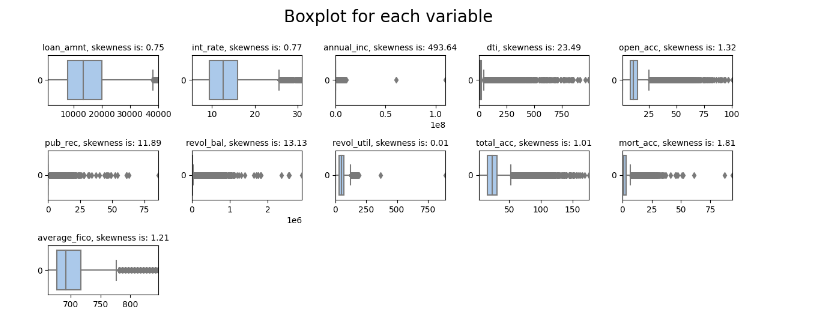 Boxplot for each variable
loan_amnt, skewness is: 0.75
int_rate, skewness is: 0.77
annual_inc, skewness is: 493.64
dti, skewness is: 23.49
open_acc, skewness is: 1.32
0
0
0
0
0
10000 20000 30000 40000
10 20 30
0.0 0.5 1.0
0 250 500 750
25 50 75 100
1e8
pub_rec, skewness is: 11.89
revol_bal, skewness is: 13.13
revol_util, skewness is: 0.01
total_acc, skewness is: 1.01
mort_acc, skewness is: 1.81
0
0
0
0
0
0 25 50 75
0 1 2
0 250 500 750
50 100 150
0 25 50 75
1e6
average_fico, skewness is: 1.21
0
700 750 800